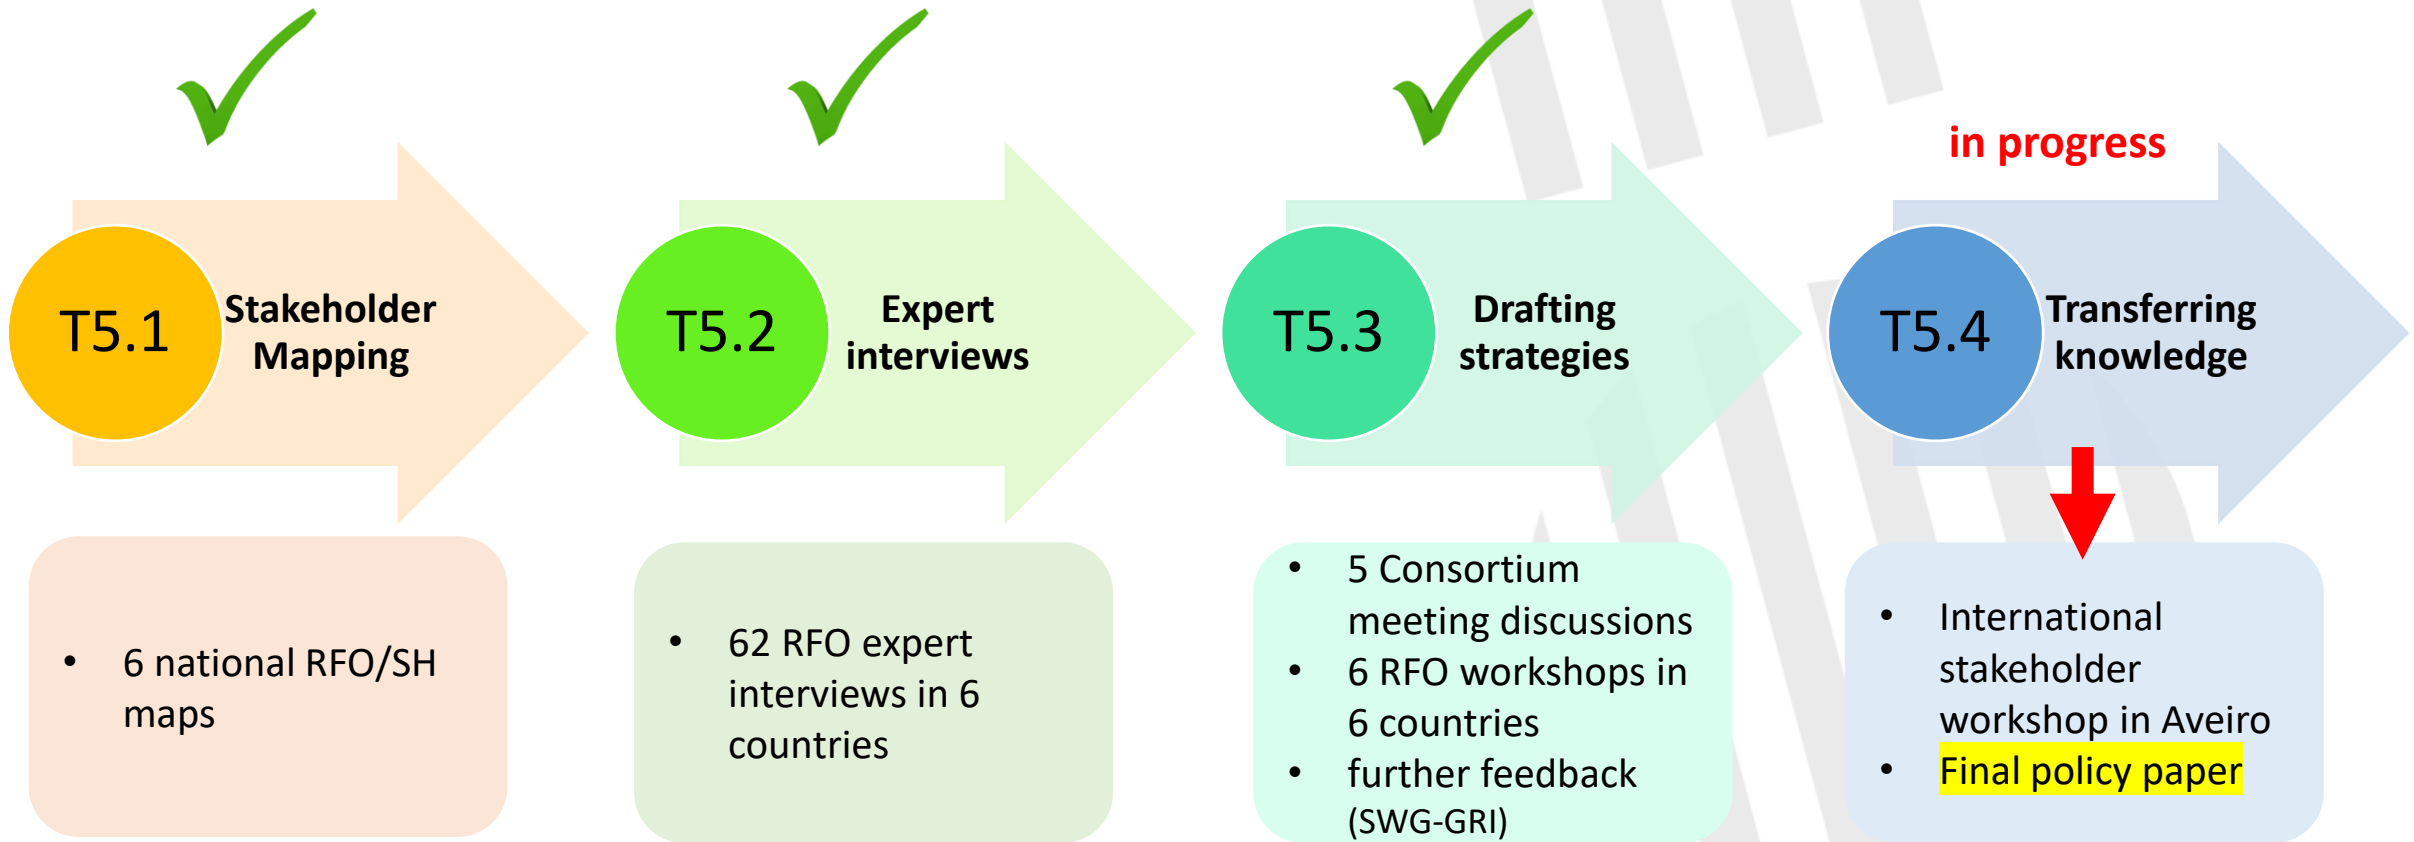 in progress
T5.1
Stakeholder
Mapping
T5.2
Expert
interviews
T5.3
Drafting
strategies
T5.4
Transferring
knowledge
• 6 national RFO/SH
maps
• 62 RFO expert
interviews in 6
countries
• 5 Consortium
meeting discussions
• 6 RFO workshops in
6 countries
• further feedback
(SWG-GRI)
• International
stakeholder
workshop in Aveiro
• Final policy paper